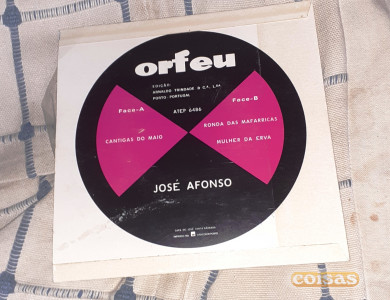 orfeu
EDIÇÃO
ARNALDO TRINDADE & C.ª L.da
PORTO PORTUGAL
Face-A
ATEP 6486
Face-B
CANTIGAS DO MAIO
RONDA DAS MAFARRICAS
MULHER DA ERVA
JOSÉ AFONSO
coisas